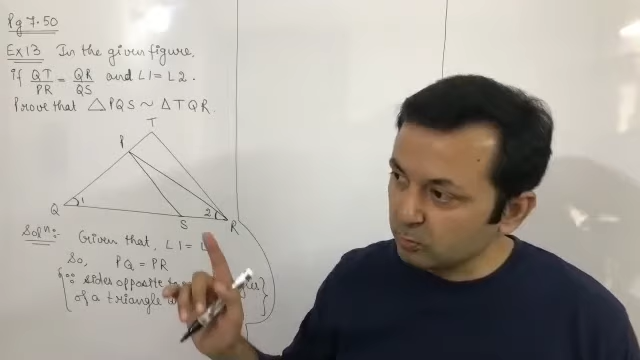 Pg 7.50
Ex 13 In the given figure,
if QT/PR = QR/QS and ∠1 = ∠2.
Prove that △PQS ~ △TQR.
T
P
Q
1
2
S
R
Solⁿ:- Given that, ∠1 = ∠
So, PQ = PR
{∵ sides opposite to
of a triangle